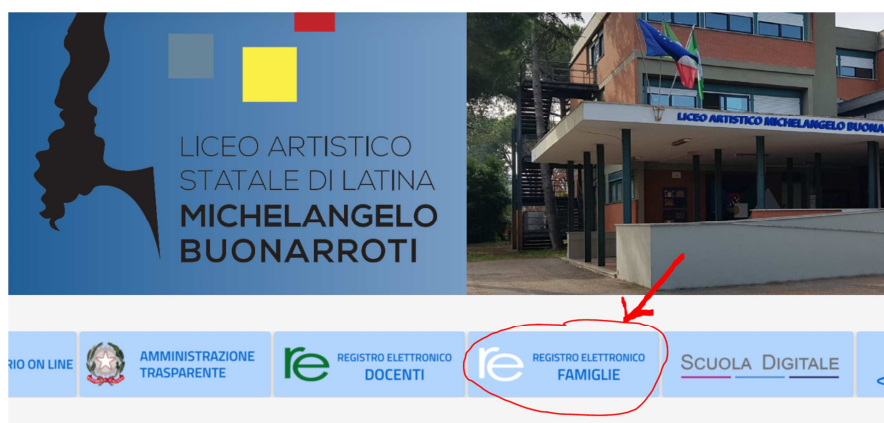 LICEO ARTISTICO
STATALE DI LATINA
MICHELANGELO
BUONARROTI
LICEO ARTISTICO MICHELANGELO
RIO ON LINE
AMMINISTRAZIONE
TRASPARENTE
re
REGISTRO ELETTRONICO
DOCENTI
re
REGISTRO ELETTRONICO
FAMIGLIE
SCUOLA DIGITALE